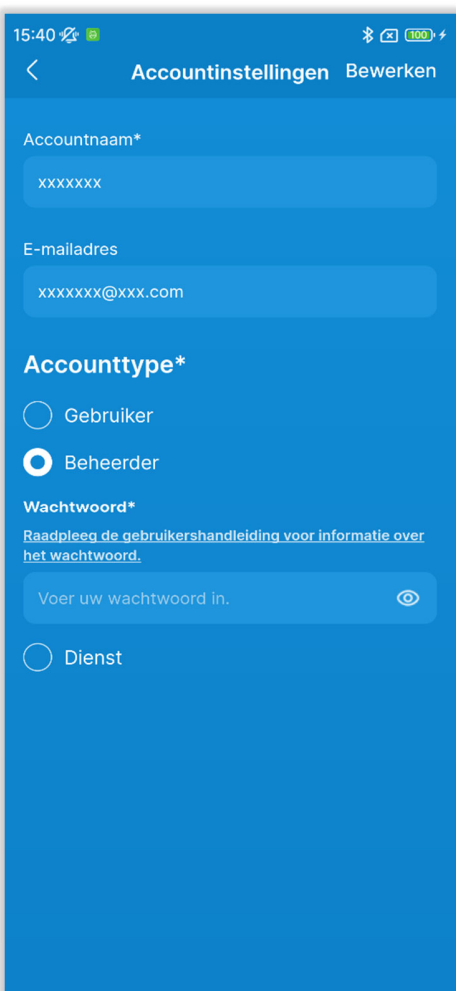 15:40
100
Accountinstellingen Bewerken
Accountnaam*
xxxxxxx
E-mailadres
xxxxxxx@xxx.com
Accounttype*
Gebruiker
Beheerder
Wachtwoord*
Raadpleeg de gebruikershandleiding voor informatie over
het wachtwoord.
Voer uw wachtwoord in.
Dienst